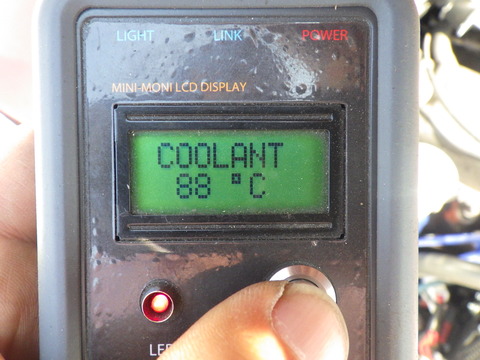 LIGHT LINK POWER
MINI-MONI LCD DISPLAY
COOLANT
88 °C